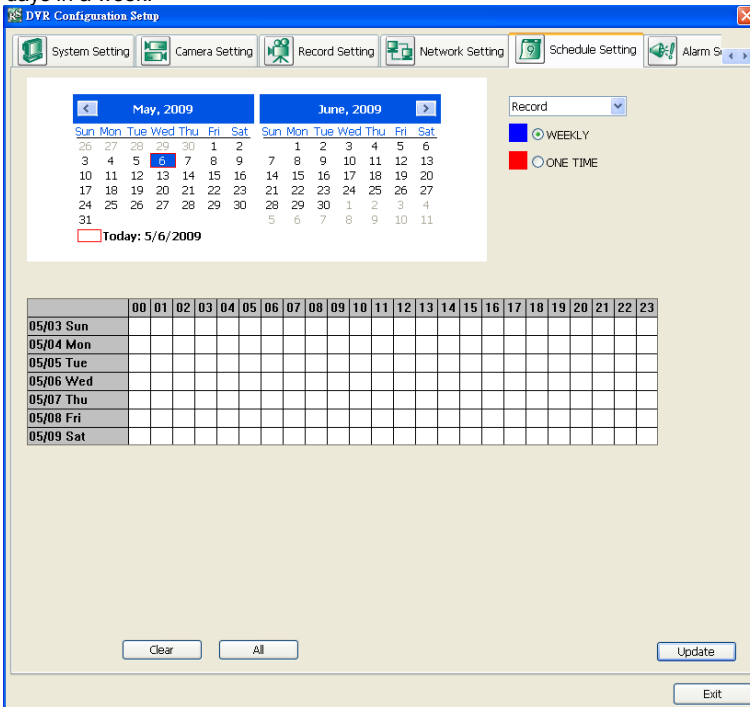 days in a week.
DVR Configuration Setup
System Setting Camera Setting Record Setting Network Setting Schedule Setting Alarm
May, 2009 June, 2009
Sun Mon Tue Wed Thu Fri Sat Sun Mon Tue Wed Thu Fri Sat
26 27 28 29 30 1 2 1 2 3 4 5 6
3 4 5 6 7 8 9 7 8 9 10 11 12 13
10 11 12 13 14 15 16 14 15 16 17 18 19 20
17 18 19 20 21 22 23 21 22 23 24 25 26 27
24 25 26 27 28 29 30 28 29 30 1 2 3 4
31 5 6 7 8 9 10 11
Today: 5/6/2009
Record
WEEKLY
ONE TIME
00 01 02 03 04 05 06 07 08 09 10 11 12 13 14 15 16 17 18 19 20 21 22 23
05/03 Sun
05/04 Mon
05/05 Tue
05/06 Wed
05/07 Thu
05/08 Fri
05/09 Sat
Clear All Update
Exit